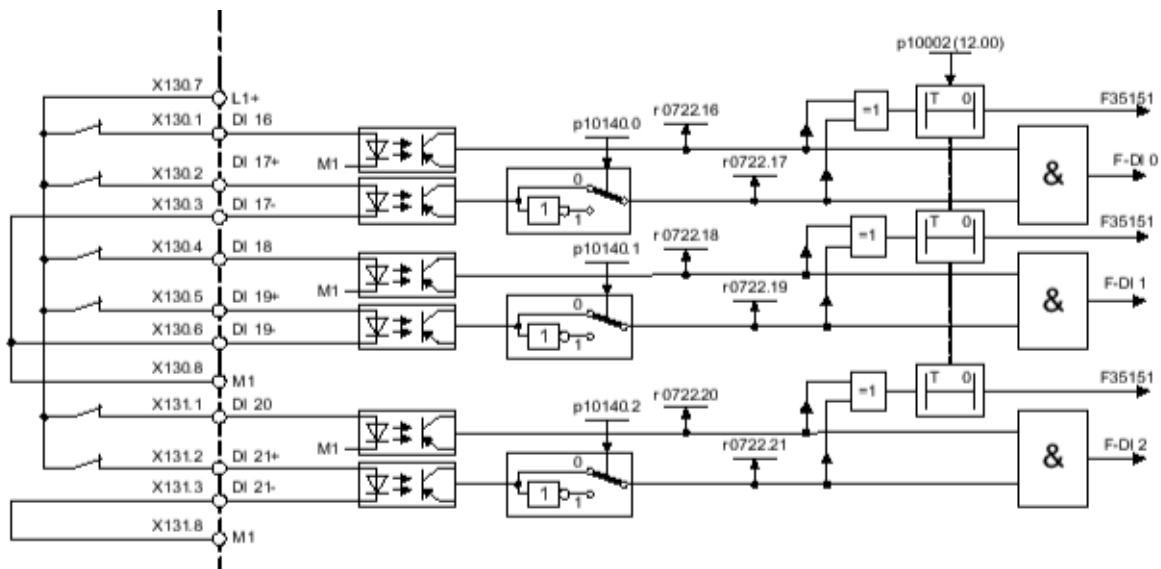 p10002 (12.00)
X130.7 L1+ T 0 F35151
X130.1 DI 16 p10140.0 r0722.16 =1
M1 DI 17+ 0 r0722.17 & F-DI 0
X130.2
X130.3 DI 17- 1 1 F35151
X130.4 DI 18 p10140.1 r0722.18 =1 T 0
M1 0 r0722.19 & F-DI 1
X130.5 DI 19+
X130.6 DI 19- 1 1
X130.8 M1 T 0 F35151
X131.1 DI 20 p10140.2 r0722.20 =1
M1 0 r0722.21 & F-DI 2
X131.2 DI 21+
X131.3 DI 21- 1 1
X131.8 M1